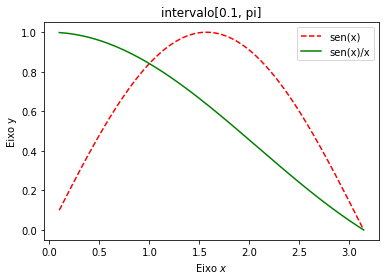 intervalo[0.1, pi]
sen(x)
sen(x)/x
Eixo y
1.0
0.8
0.6
0.4
0.2
0.0
0.0 0.5 1.0 1.5 2.0 2.5 3.0
Eixo x